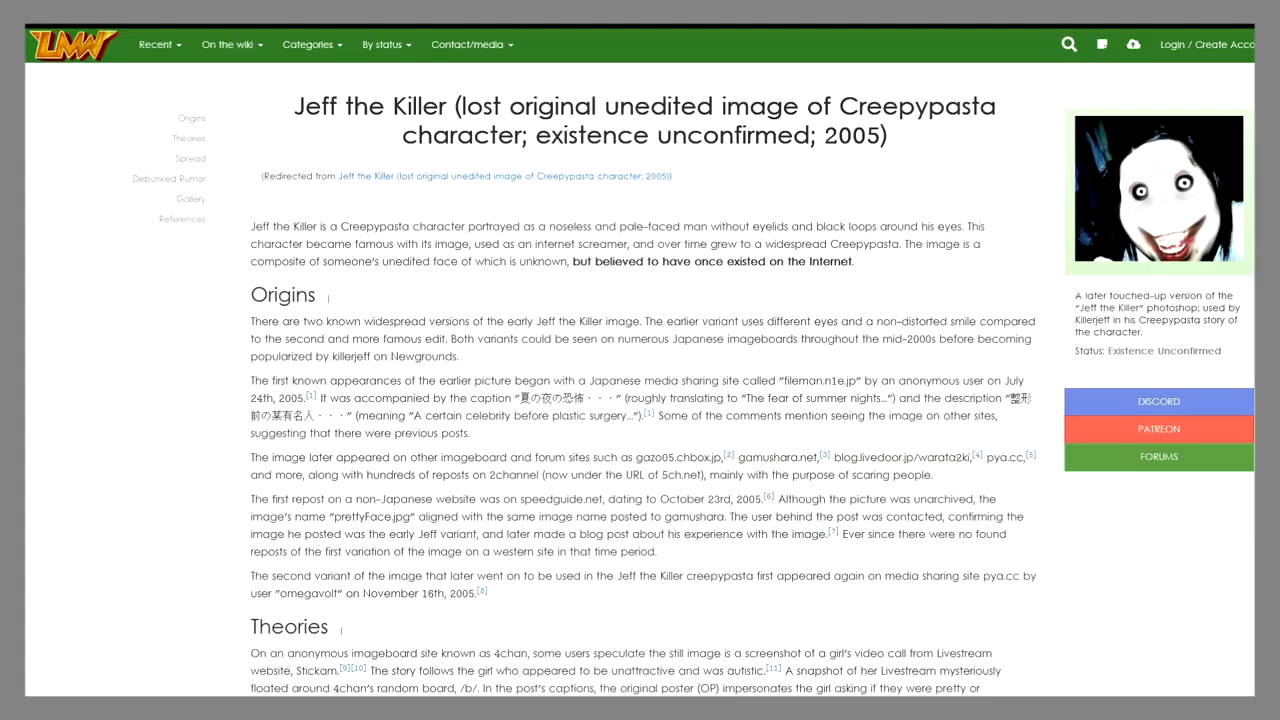 LMW
Recent
On the wiki
Categories
By status
Contact/media
Login / Create Acco
Jeff the Killer (lost original unedited image of Creepypasta
character; existence unconfirmed; 2005)
Origins
Theories
Spread
Debunked Rumor
Gallery
References
(Redirected from Jeff the Killer (lost original unedited image of Creepypasta character; 2005))
Jeff the Killer is a Creepypasta character portrayed as a noseless and pale-faced man without eyelids and black loops around his eyes. This
character became famous with its image, used as an internet screamer, and over time grew to a widespread Creepypasta. The image is a
composite of someone's unedited face of which is unknown, but believed to have once existed on the Internet.
Origins
There are two known widespread versions of the early Jeff the Killer image. The earlier variant uses different eyes and a non-distorted smile compared
to the second and more famous edit. Both variants could be seen on numerous Japanese imageboards throughout the mid-2000s before becoming
popularized by killerjeff on Newgrounds.
The first known appearances of the earlier picture began with a Japanese media sharing site called "fileman.n1e.jp" by an anonymous user on July
24th, 2005.[1] It was accompanied by the caption "夏の夜の恐怖・・・" (roughly translating to "The fear of summer nights...") and the description "整形
前の某有名人・・・" (meaning "A certain celebrity before plastic surgery...").[1] Some of the comments mention seeing the image on other sites,
suggesting that there were previous posts.
The image later appeared on other imageboard and forum sites such as gazo05.chbox.jp,[2] gamushara.net,[3] blog.livedoor.jp/warata2ki,[4] pya.cc,[5]
and more, along with hundreds of reposts on 2channel (now under the URL of 5ch.net), mainly with the purpose of scaring people.
The first repost on a non-Japanese website was on speedguide.net, dating to October 23rd, 2005.[6] Although the picture was unarchived, the
image's name "prettyFace.jpg" aligned with the same image name posted to gamushara. The user behind the post was contacted, confirming the
image he posted was the early Jeff variant, and later made a blog post about his experience with the image.[7] Ever since there were no found
reposts of the first variation of the image on a western site in that time period.
The second variant of the image that later went on to be used in the Jeff the Killer creepypasta first appeared again on media sharing site pya.cc by
user "omegavolt" on November 16th, 2005.[8]
Theories
On an anonymous imageboard site known as 4chan, some users speculate the still image is a screenshot of a girl's video call from Livestream
website, Stickam.[9][10] The story follows the girl who appeared to be unattractive and was autistic.[11] A snapshot of her Livestream mysteriously
floated around 4chan's random board, /b/. In the post's captions, the original poster (OP) impersonates the girl asking if they were pretty or
A later touched-up version of the
"Jeff the Killer" photoshop; used by
Killerjeff in his Creepypasta story of
the character.
Status: Existence Unconfirmed
DISCORD
PATREON
FORUMS